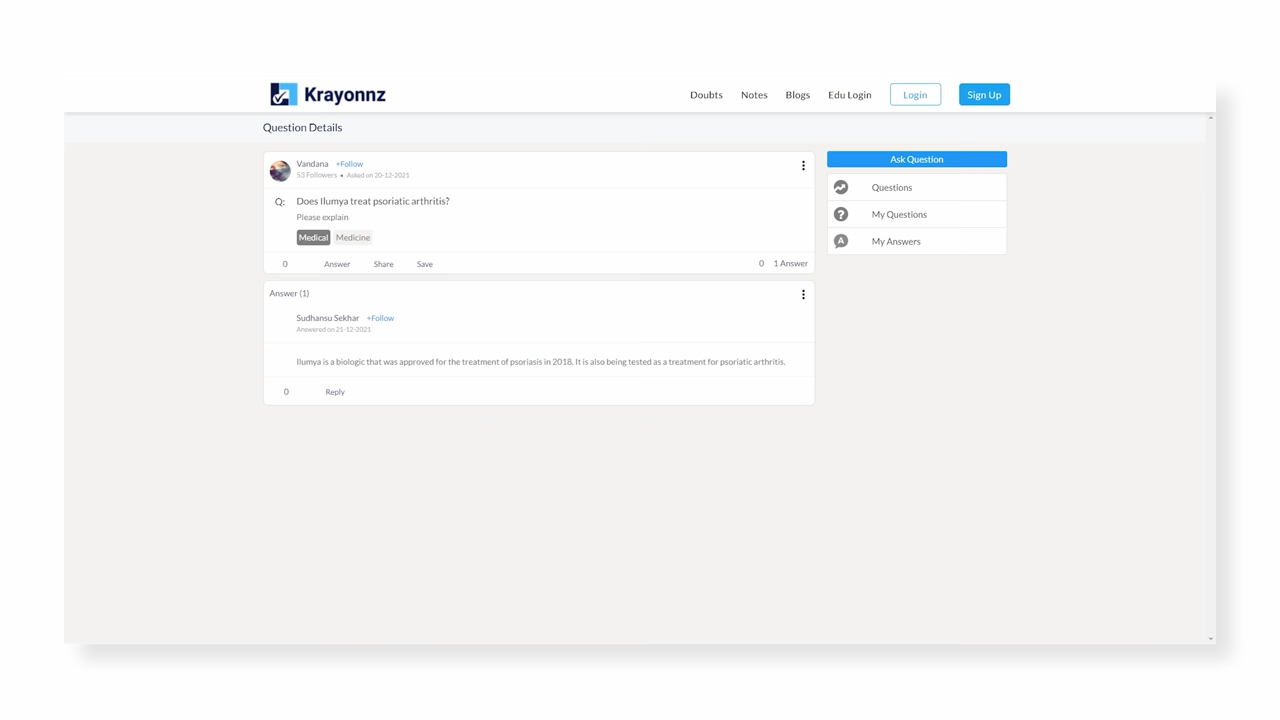 Krayonnz
Doubts Notes Blogs Edu Login Login Sign Up
Question Details
Vandana +Follow
53 Followers • Asked on 20-12-2021
Q: Does Ilumya treat psoriatic arthritis?
Please explain
Medical Medicine
0 Answer Share Save 0 1 Answer
Answer (1)
Sudhansu Sekhar +Follow
Answered on 21-12-2021
Ilumya is a biologic that was approved for the treatment of psoriasis in 2018. It is also being tested as a treatment for psoriatic arthritis.
0 Reply
Ask Question
Questions
? My Questions
A My Answers